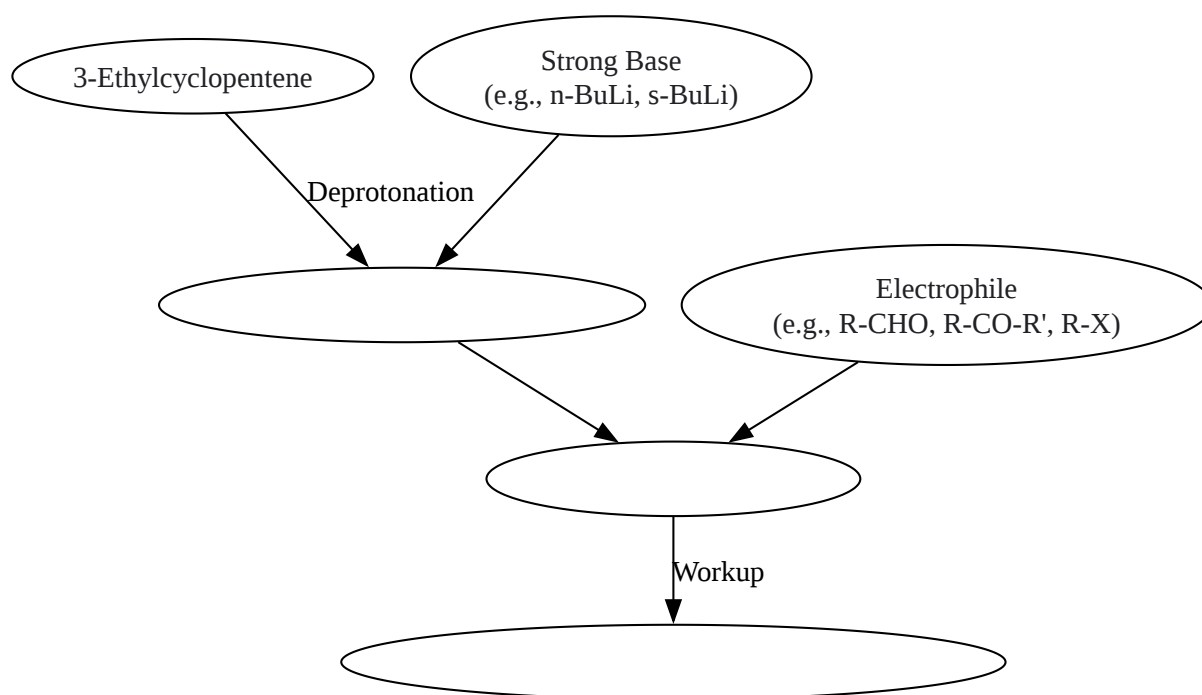 3-Ethylcyclopentene
Strong Base
(e.g., n-BuLi, s-BuLi)
Deprotonation
Electrophile
(e.g., R-CHO, R-CO-R', R-X)
Workup